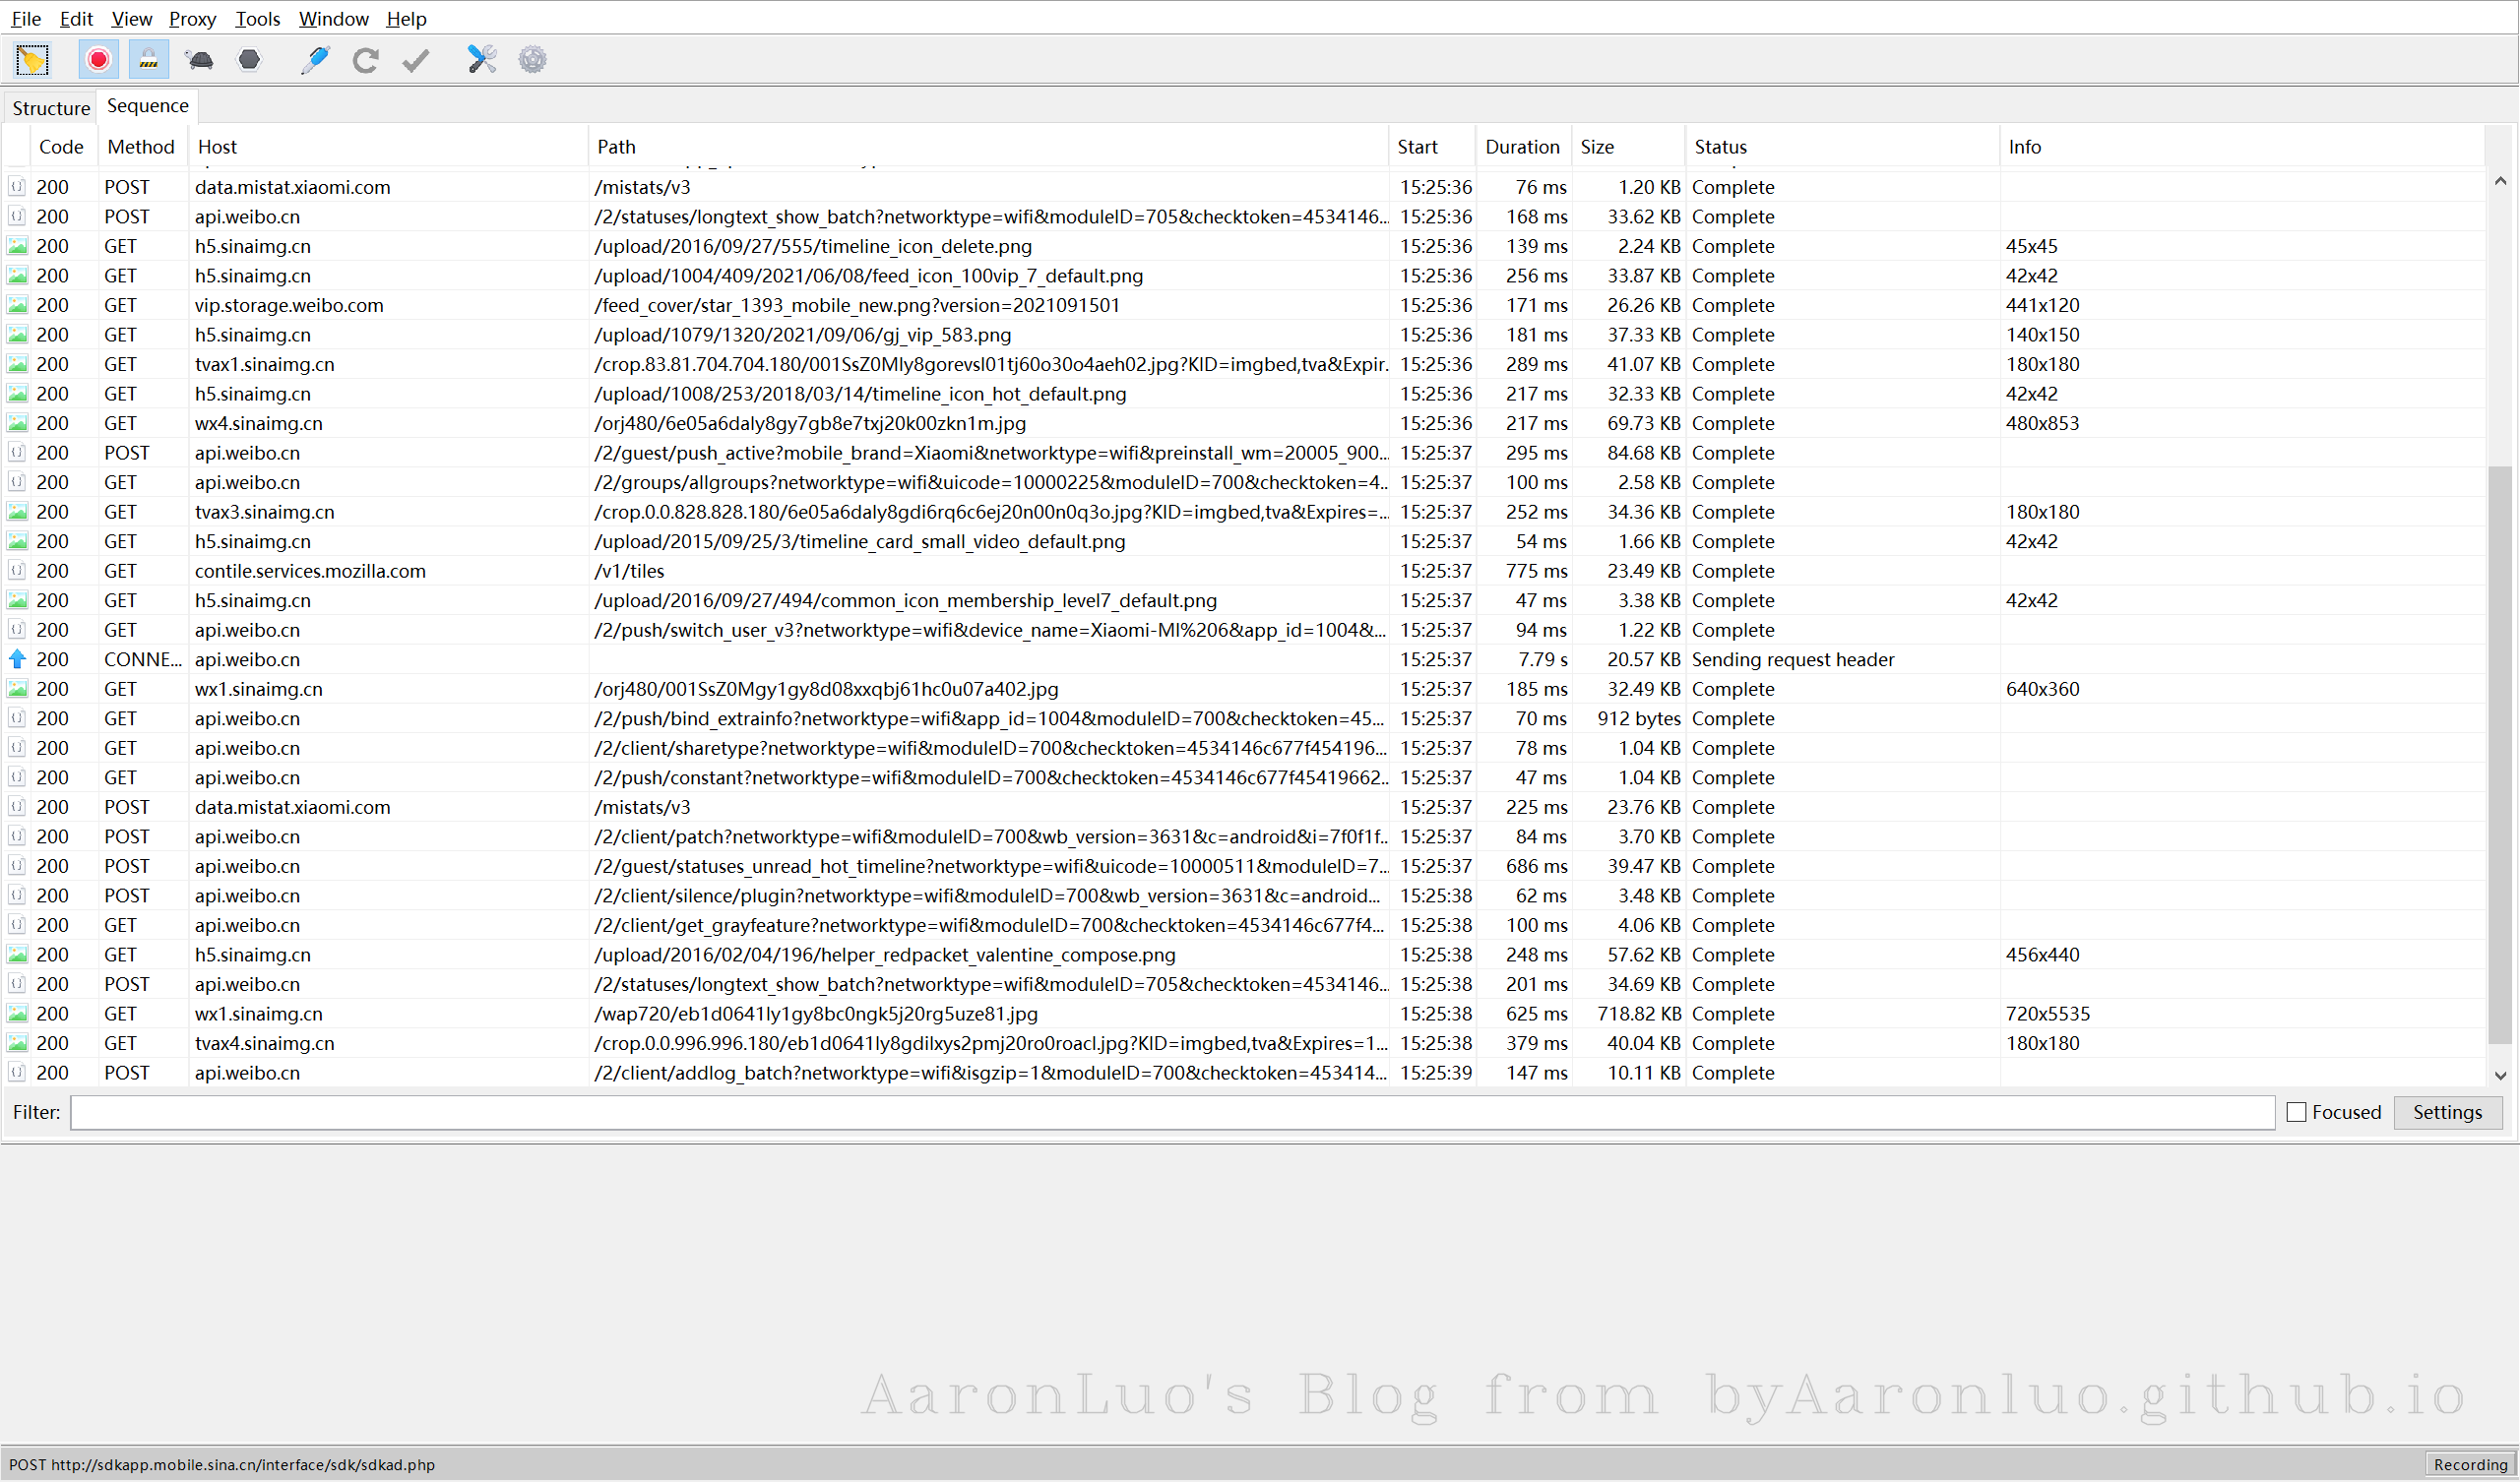 File Edit View Proxy Tools Window Help
Structure Sequence
Code Method Host Path Start Duration Size Status Info
200 POST data.mistat.xiaomi.com /mistats/v3 15:25:36 76 ms 1.20 KB Complete
200 POST api.weibo.cn /2/statuses/longtext_show_batch?networktype=wifi&moduleID=705&checktoken=4534146... 15:25:36 168 ms 33.62 KB Complete
200 GET h5.sinaimg.cn /upload/2016/09/27/555/timeline_icon_delete.png 15:25:36 139 ms 2.24 KB Complete 45x45
200 GET h5.sinaimg.cn /upload/1004/409/2021/06/08/feed_icon_100vip_7_default.png 15:25:36 256 ms 33.87 KB Complete 42x42
200 GET vip.storage.weibo.com /feed_cover/star_1393_mobile_new.png?version=2021091501 15:25:36 171 ms 26.26 KB Complete 441x120
200 GET h5.sinaimg.cn /upload/1079/1320/2021/09/06/gj_vip_583.png 15:25:36 181 ms 37.33 KB Complete 140x150
200 GET tvax1.sinaimg.cn /crop.83.81.704.704.180/001SsZ0Mly8gorevsl01tj60o30o4aeh02.jpg?KID=imgbed,tva&Expir... 15:25:36 289 ms 41.07 KB Complete 180x180
200 GET h5.sinaimg.cn /upload/1008/253/2018/03/14/timeline_icon_hot_default.png 15:25:36 217 ms 32.33 KB Complete 42x42
200 GET wx4.sinaimg.cn /orj480/6e05a6daly8gy7gb8e7txj20k00zkn1m.jpg 15:25:36 217 ms 69.73 KB Complete 480x853
200 POST api.weibo.cn /2/guest/push_active?mobile_brand=Xiaomi&networktype=wifi&preinstall_wm=20005_900... 15:25:37 295 ms 84.68 KB Complete
200 GET api.weibo.cn /2/groups/allgroups?networktype=wifi&uicode=10000225&moduleID=700&checktoken=4... 15:25:37 100 ms 2.58 KB Complete
200 GET tvax3.sinaimg.cn /crop.0.0.828.828.180/6e05a6daly8gdi6rq6c6ej20n00n0q3o.jpg?KID=imgbed,tva&Expires=... 15:25:37 252 ms 34.36 KB Complete 180x180
200 GET h5.sinaimg.cn /upload/2015/09/25/3/timeline_card_small_video_default.png 15:25:37 54 ms 1.66 KB Complete 42x42
200 GET contile.services.mozilla.com /v1/tiles 15:25:37 775 ms 23.49 KB Complete
200 GET h5.sinaimg.cn /upload/2016/09/27/494/common_icon_membership_level7_default.png 15:25:37 47 ms 3.38 KB Complete 42x42
200 GET api.weibo.cn /2/push/switch_user_v3?networktype=wifi&device_name=Xiaomi-MI%206&app_id=1004&... 15:25:37 94 ms 1.22 KB Complete
200 CONNE... api.weibo.cn 15:25:37 7.79 s 20.57 KB Sending request header
200 GET wx1.sinaimg.cn /orj480/001SsZ0Mgy1gy8d08xxqbj61hc0u07a402.jpg 15:25:37 185 ms 32.49 KB Complete 640x360
200 GET api.weibo.cn /2/push/bind_extrainfo?networktype=wifi&app_id=1004&moduleID=700&checktoken=45... 15:25:37 70 ms 912 bytes Complete
200 GET api.weibo.cn /2/client/sharetype?networktype=wifi&moduleID=700&checktoken=4534146c677f454196... 15:25:37 78 ms 1.04 KB Complete
200 GET api.weibo.cn /2/push/constant?networktype=wifi&moduleID=700&checktoken=4534146c677f45419662... 15:25:37 47 ms 1.04 KB Complete
200 POST data.mistat.xiaomi.com /mistats/v3 15:25:37 225 ms 23.76 KB Complete
200 POST api.weibo.cn /2/client/patch?networktype=wifi&moduleID=700&wb_version=3631&c=android&i=7f0f1f... 15:25:37 84 ms 3.70 KB Complete
200 POST api.weibo.cn /2/guest/statuses_unread_hot_timeline?networktype=wifi&uicode=10000511&moduleID=7... 15:25:37 686 ms 39.47 KB Complete
200 POST api.weibo.cn /2/client/silence/plugin?networktype=wifi&moduleID=700&wb_version=3631&c=android... 15:25:38 62 ms 3.48 KB Complete
200 GET api.weibo.cn /2/client/get_grayfeature?networktype=wifi&moduleID=700&checktoken=4534146c677f4... 15:25:38 100 ms 4.06 KB Complete
200 GET h5.sinaimg.cn /upload/2016/02/04/196/helper_redpacket_valentine_compose.png 15:25:38 248 ms 57.62 KB Complete 456x440
200 POST api.weibo.cn /2/statuses/longtext_show_batch?networktype=wifi&moduleID=705&checktoken=4534146... 15:25:38 201 ms 34.69 KB Complete
200 GET wx1.sinaimg.cn /wap720/eb1d0641ly1gy8bc0ngk5j20rg5uze81.jpg 15:25:38 625 ms 718.82 KB Complete 720x5535
200 GET tvax4.sinaimg.cn /crop.0.0.996.996.180/eb1d0641ly8gdilxys2pmj20ro0roacl.jpg?KID=imgbed,tva&Expires=1... 15:25:38 379 ms 40.04 KB Complete 180x180
200 POST api.weibo.cn /2/client/addlog_batch?networktype=wifi&isgzip=1&moduleID=700&checktoken=453414... 15:25:39 147 ms 10.11 KB Complete
Filter: Focused Settings
AaronLuo's Blog from byAaronluo.github.io
POST http://sdkapp.mobile.sina.cn/interface/sdk/sdkad.php Recording